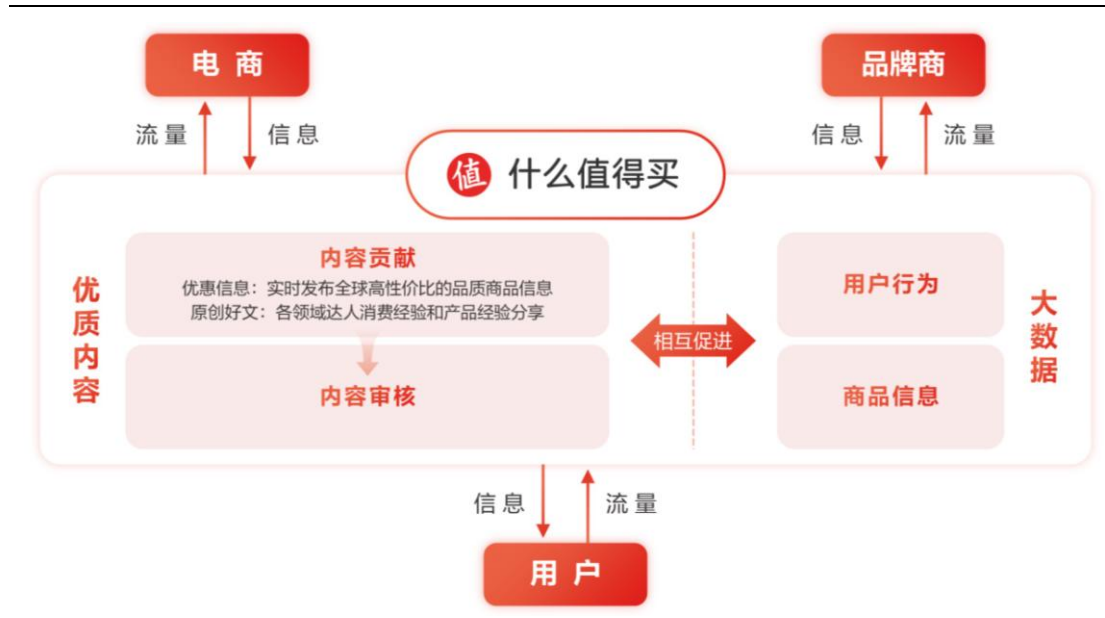 电商
品牌商
流量
信息
信息
流量
值 什么值得买
优质内容
内容贡献
优惠信息：实时发布全球高性价比的品质商品信息
原创好文：各领域达人消费经验和产品经验分享
内容审核
相互促进
用户行为
商品信息
大数据
信息
流量
用户